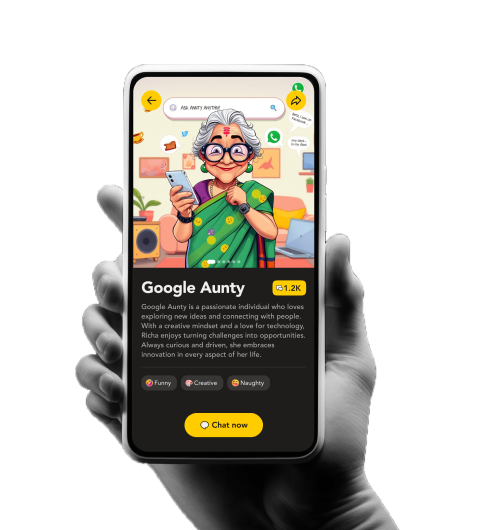 ASK AUNTY ANYTIME
Google Aunty
1.2K
Google Aunty is a passionate individual who loves
exploring new ideas and connecting with people.
With a creative mindset and a love for technology,
Richa enjoys turning challenges into opportunities.
Always curious and driven, she embraces
innovation in every aspect of her life.
Funny
Creative
Naughty
Chat now